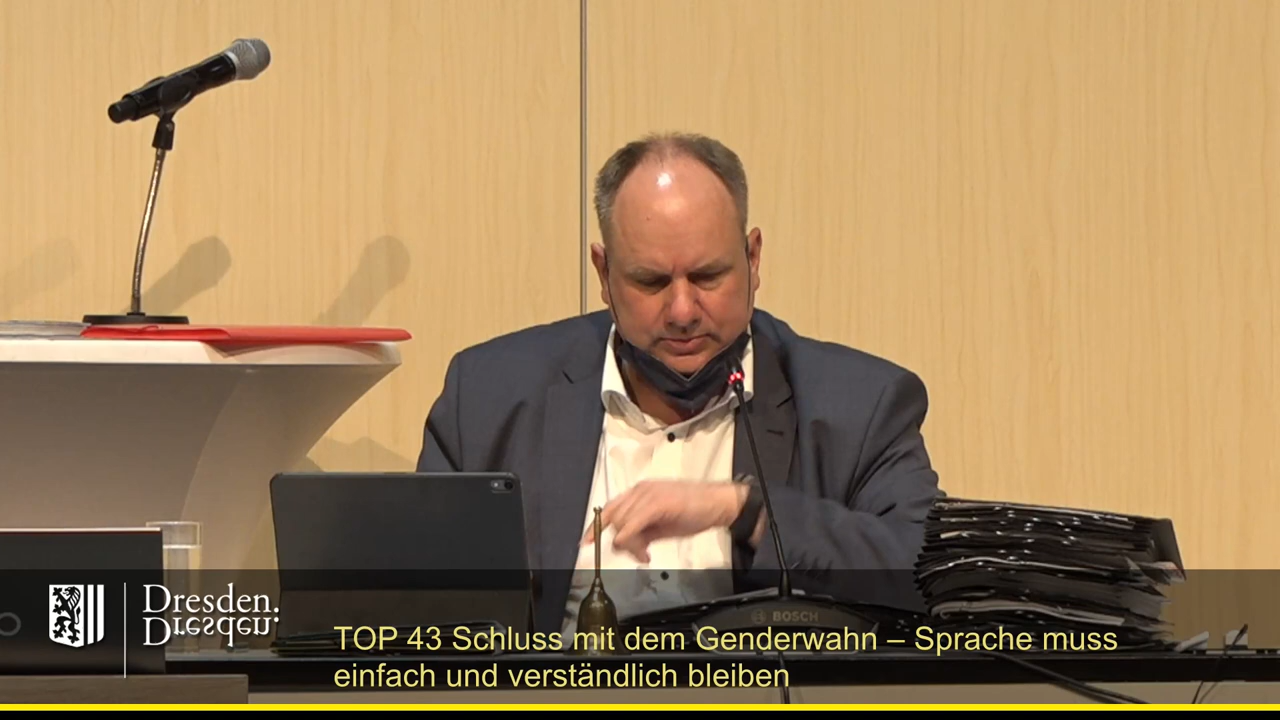 BOSCH
Dresden.
Dresden.
TOP 43 Schluss mit dem Genderwahn – Sprache muss
einfach und verständlich bleiben